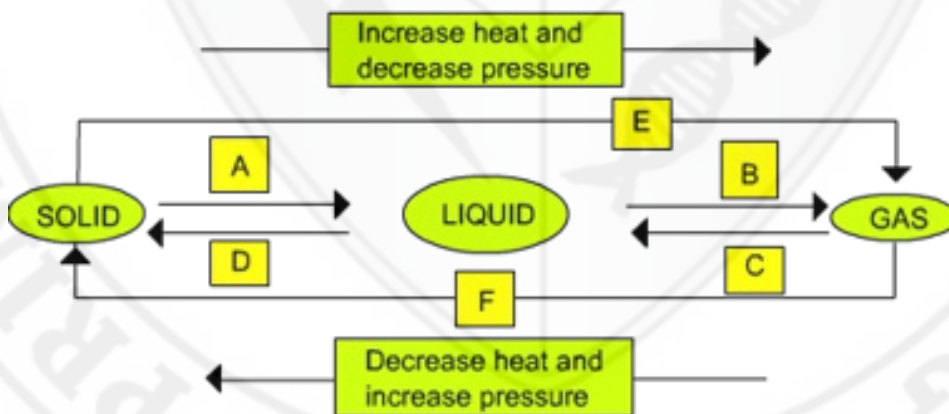 Increase heat and
decrease pressure
E
A
B
SOLID
LIQUID
GAS
D
C
F
Decrease heat and
increase pressure